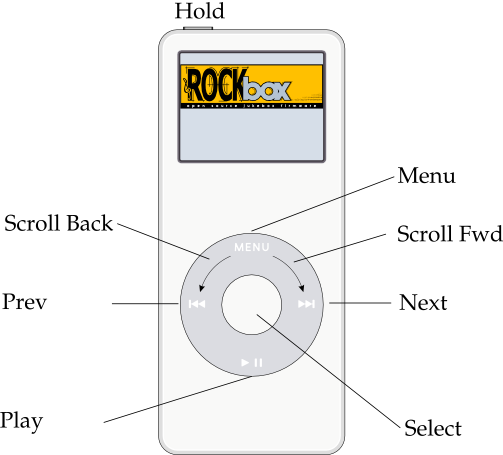 Hold
ROCKbox
open source jukebox firmware
Menu
Scroll Back
Scroll Fwd
MENU
Prev
Next
Play
Select